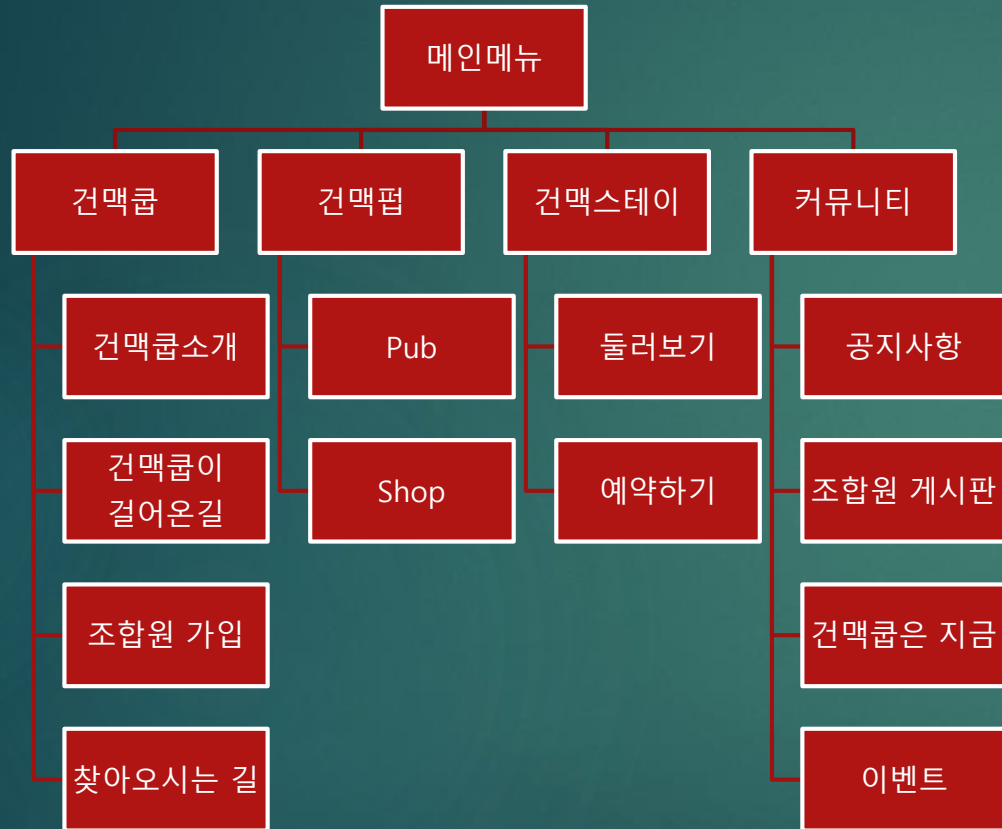 메인메뉴
건맥쿱
건맥펍
건맥스테이
커뮤니티
건맥쿱소개
Pub
둘러보기
공지사항
건맥쿱이
걸어온길
Shop
예약하기
조합원 게시판
조합원 가입
건맥쿱은 지금
찾아오시는 길
이벤트